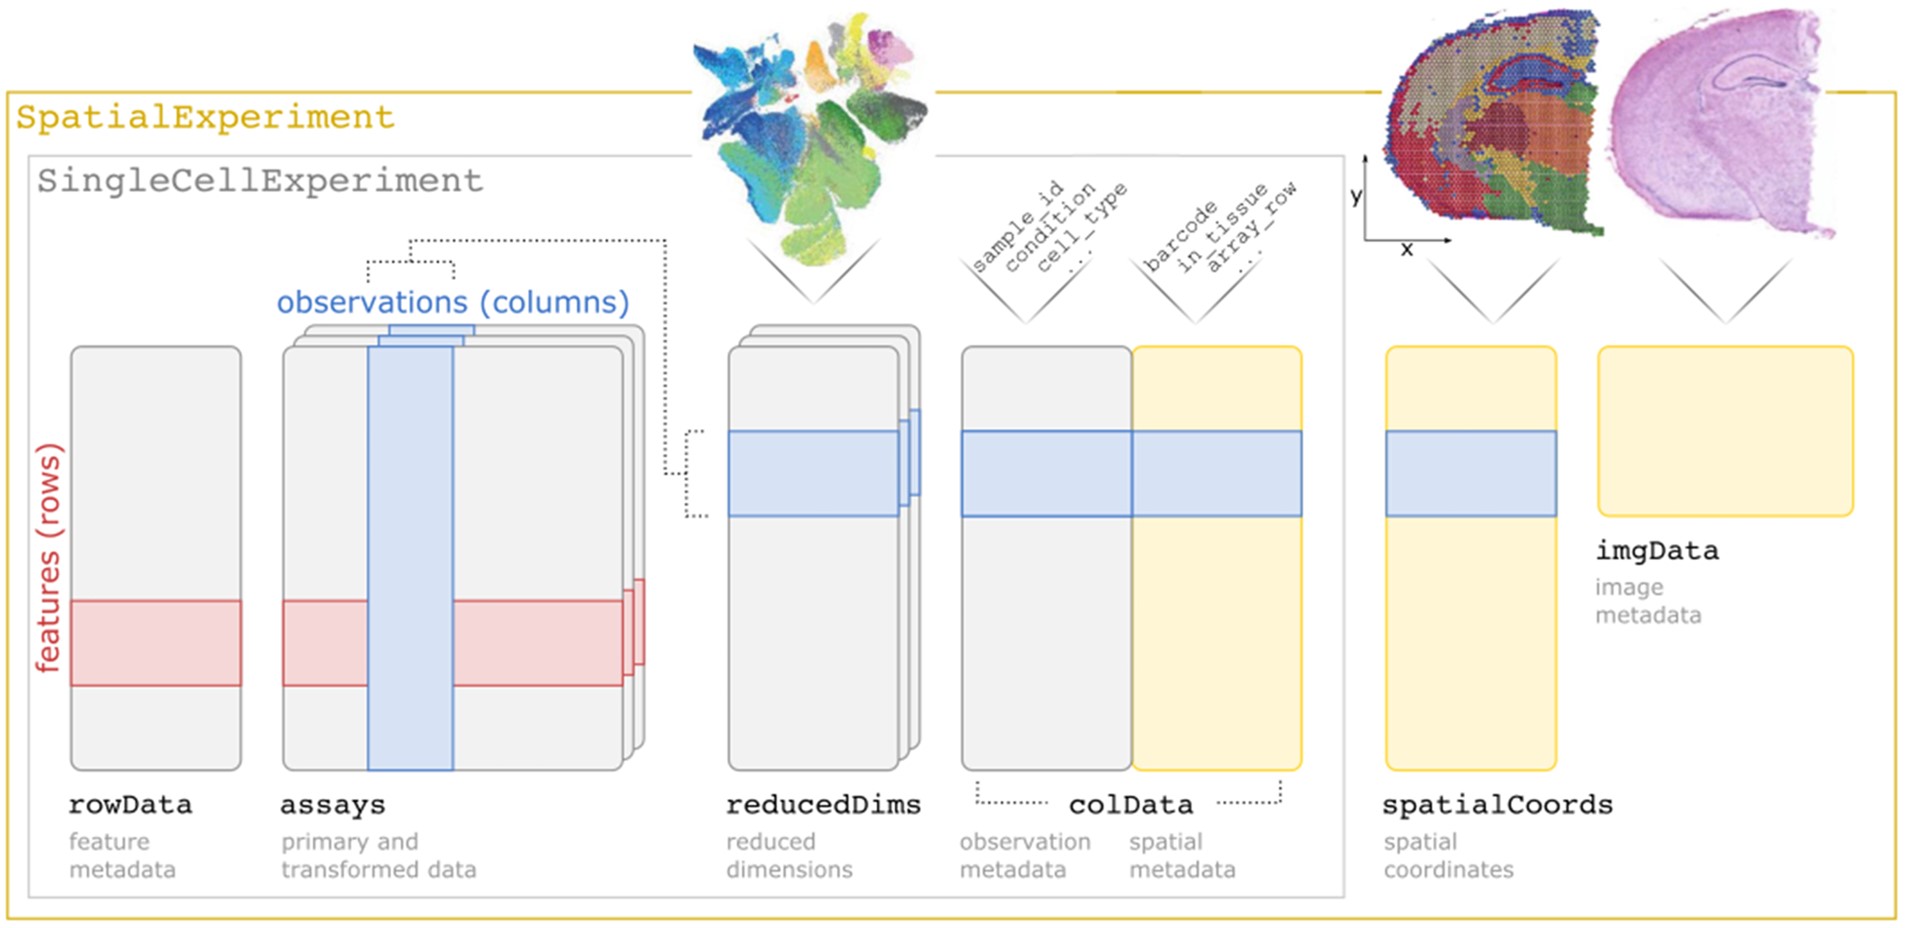 SpatialExperiment
SingleCellExperiment
sample_id
condition
cell_type
...
barcode
in_tissue
array_row
...
y
x
observations (columns)
features (rows)
rowData
feature
metadata
assays
primary and
transformed data
reducedDims
reduced
dimensions
colData
observation
metadata
spatial
metadata
spatialCoords
spatial
coordinates
imgData
image
metadata